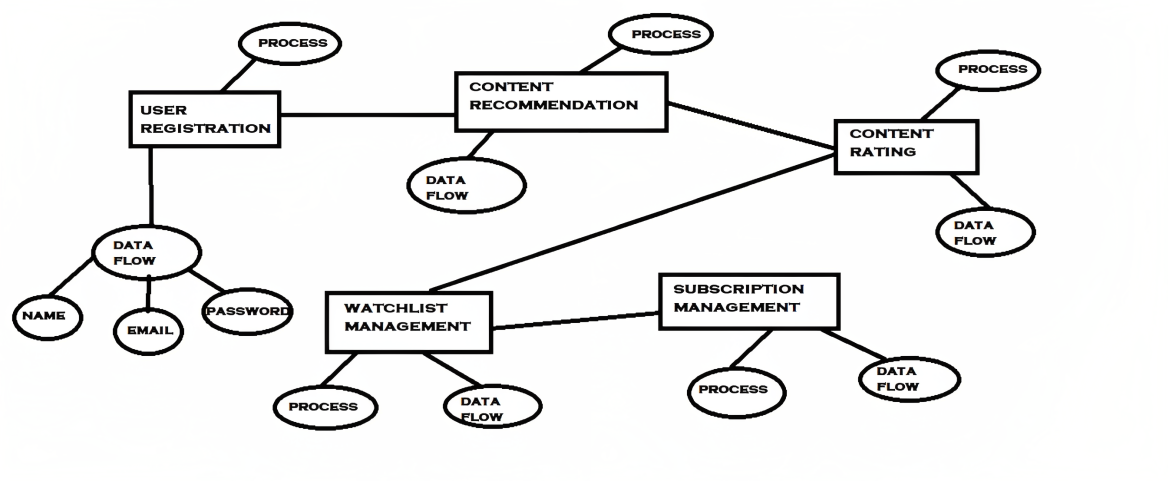 PROCESS
USER
REGISTRATION
DATA
FLOW
NAME
EMAIL
PASSWORD
CONTENT
RECOMMENDATION
PROCESS
DATA
FLOW
CONTENT
RATING
PROCESS
DATA
FLOW
WATCHLIST
MANAGEMENT
PROCESS
DATA
FLOW
SUBSCRIPTION
MANAGEMENT
PROCESS
DATA
FLOW